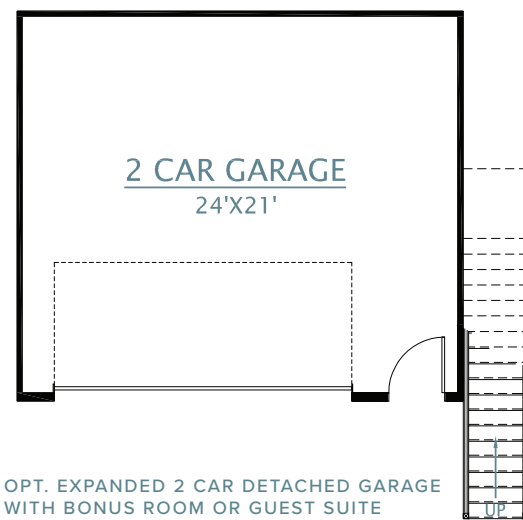 2 CAR GARAGE
24'X21'
OPT. EXPANDED 2 CAR DETACHED GARAGE
WITH BONUS ROOM OR GUEST SUITE
UP